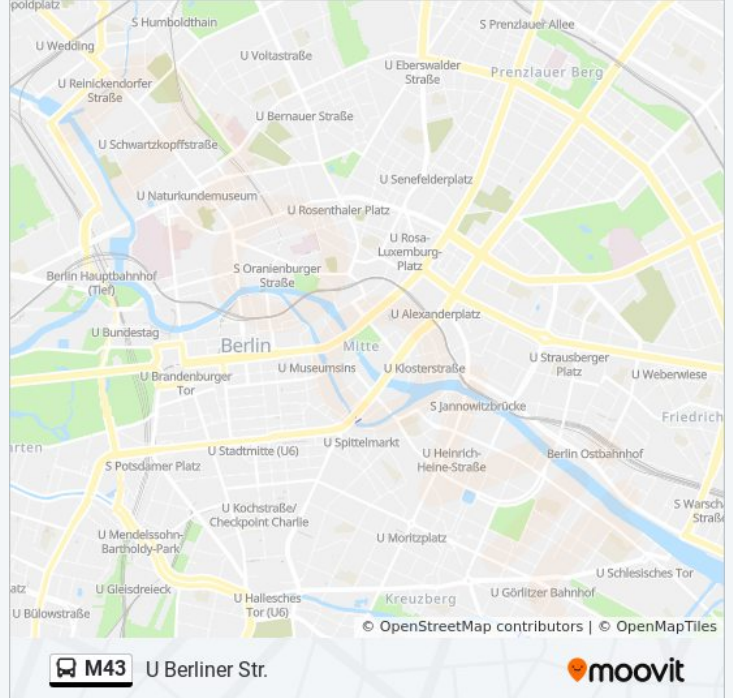 poldplatz
S Humboldthain
S Prenzlauer Allee
U Wedding
U Voltastraße
U Eberswalder
Straße
Prenzlauer Berg
U Reinickendorfer
Straße
U Bernauer Straße
U Schwartzkopffstraße
U Senefelderplatz
U Naturkundemuseum
U Rosenthaler Platz
U Rosa-
Luxemburg-
Platz
Berlin Hauptbahnhof
(Tief)
S Oranienburger
Straße
U Alexanderplatz
U Bundestag
Berlin
Mitte
U Museumsins
U Klosterstraße
U Strausberger
Platz
U Weberwiese
U Brandenburger
Tor
S Jannowitzbrücke
Friedrich
rten
U Stadtmitte (U6)
U Spittelmarkt
U Heinrich-
Heine-Straße
Berlin Ostbahnhof
S Potsdamer Platz
S Warsch
Straße
U Kochstraße/
Checkpoint Charlie
U Mendelssohn-
Bartholdy-Park
U Moritzplatz
U Schlesisches Tor
atz
U Gleisdreieck
U Hallesches
Tor (U6)
Kreuzberg
U Görlitzer Bahnhof
U Bülowstraße
© OpenStreetMap contributors | © OpenMapTiles
M43 U Berliner Str.
moovit